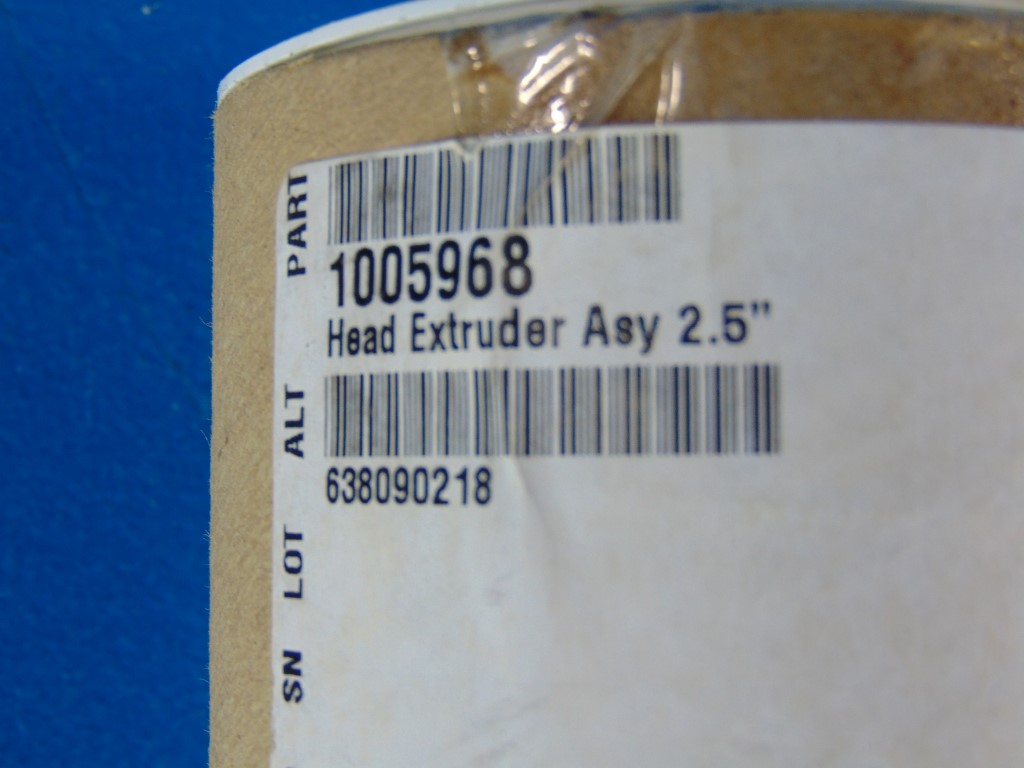 PART
1005968
Head Extruder Asy 2.5"
ALT
638090218
LOT
SN